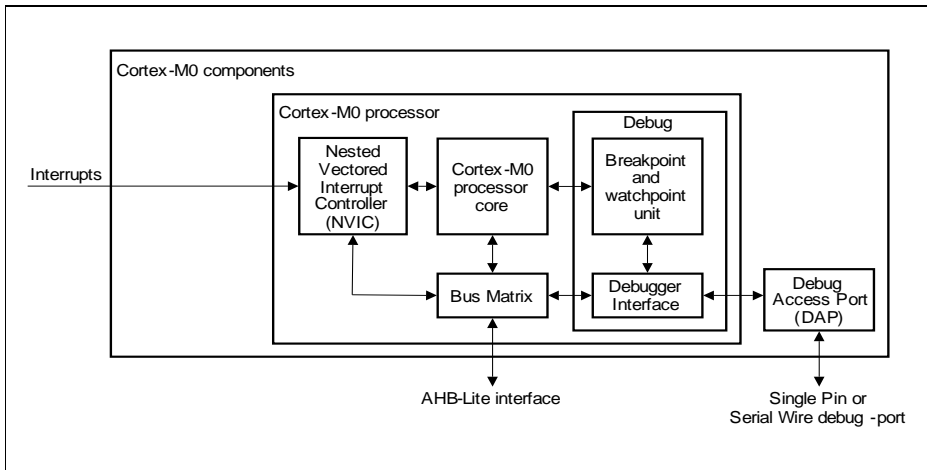 Cortex-M0 components
Cortex-M0 processor
Debug
Interrupts
Nested
Vectored
Interrupt
Controller
(NVIC)
Cortex-M0
processor
core
Breakpoint
and
watchpoint
unit
Bus Matrix
Debugger
Interface
Debug
Access Port
(DAP)
AHB-Lite interface
Single Pin or
Serial Wire debug -port